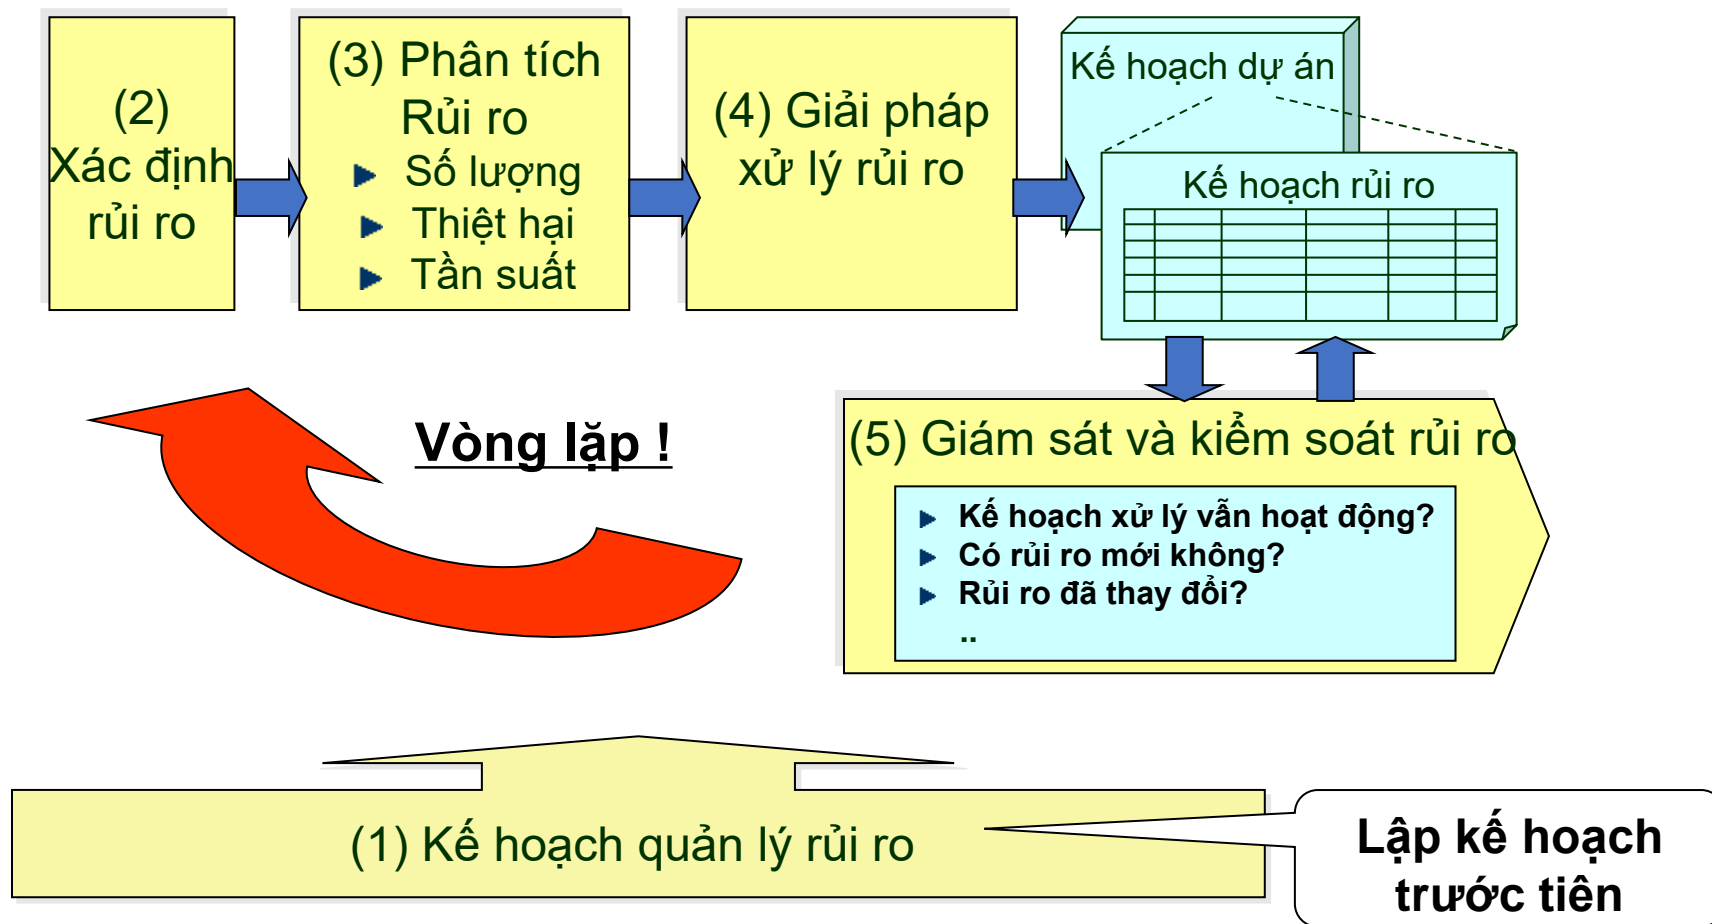 (2)
Xác định
rủi ro
(3) Phân tích
Rủi ro
Số lượng
Thiệt hại
Tần suất
(4) Giải pháp
xử lý rủi ro
Kế hoạch dự án
Kế hoạch rủi ro
Vòng lặp !
(5) Giám sát và kiểm soát rủi ro
Kế hoạch xử lý vẫn hoạt động?
Có rủi ro mới không?
Rủi ro đã thay đổi?
..
(1) Kế hoạch quản lý rủi ro
Lập kế hoạch
trước tiên